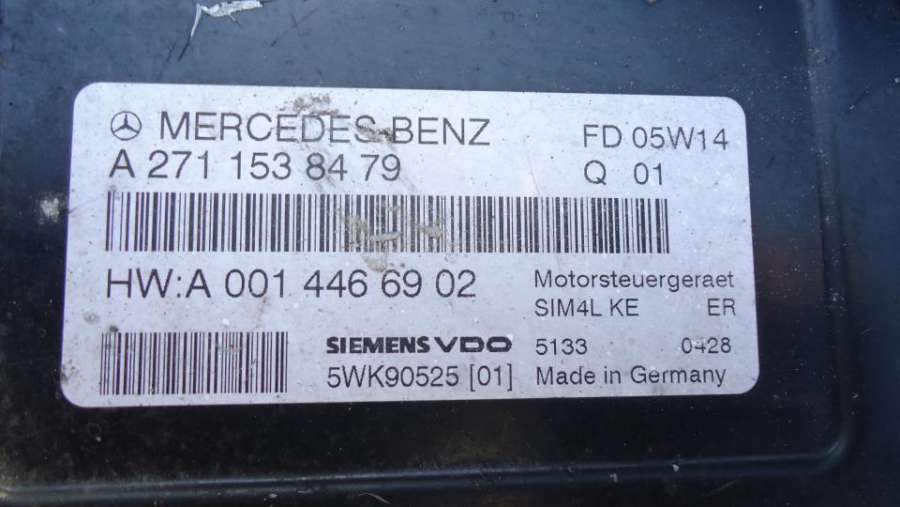 MERCEDES-BENZ FD 05W14
A 271 153 84 79 Q 01
HW:A 001 446 69 02 Motorsteuergeraet
SIM4L KE ER
SIEMENS VDO 5133 0428
5WK90525 [01] Made in Germany